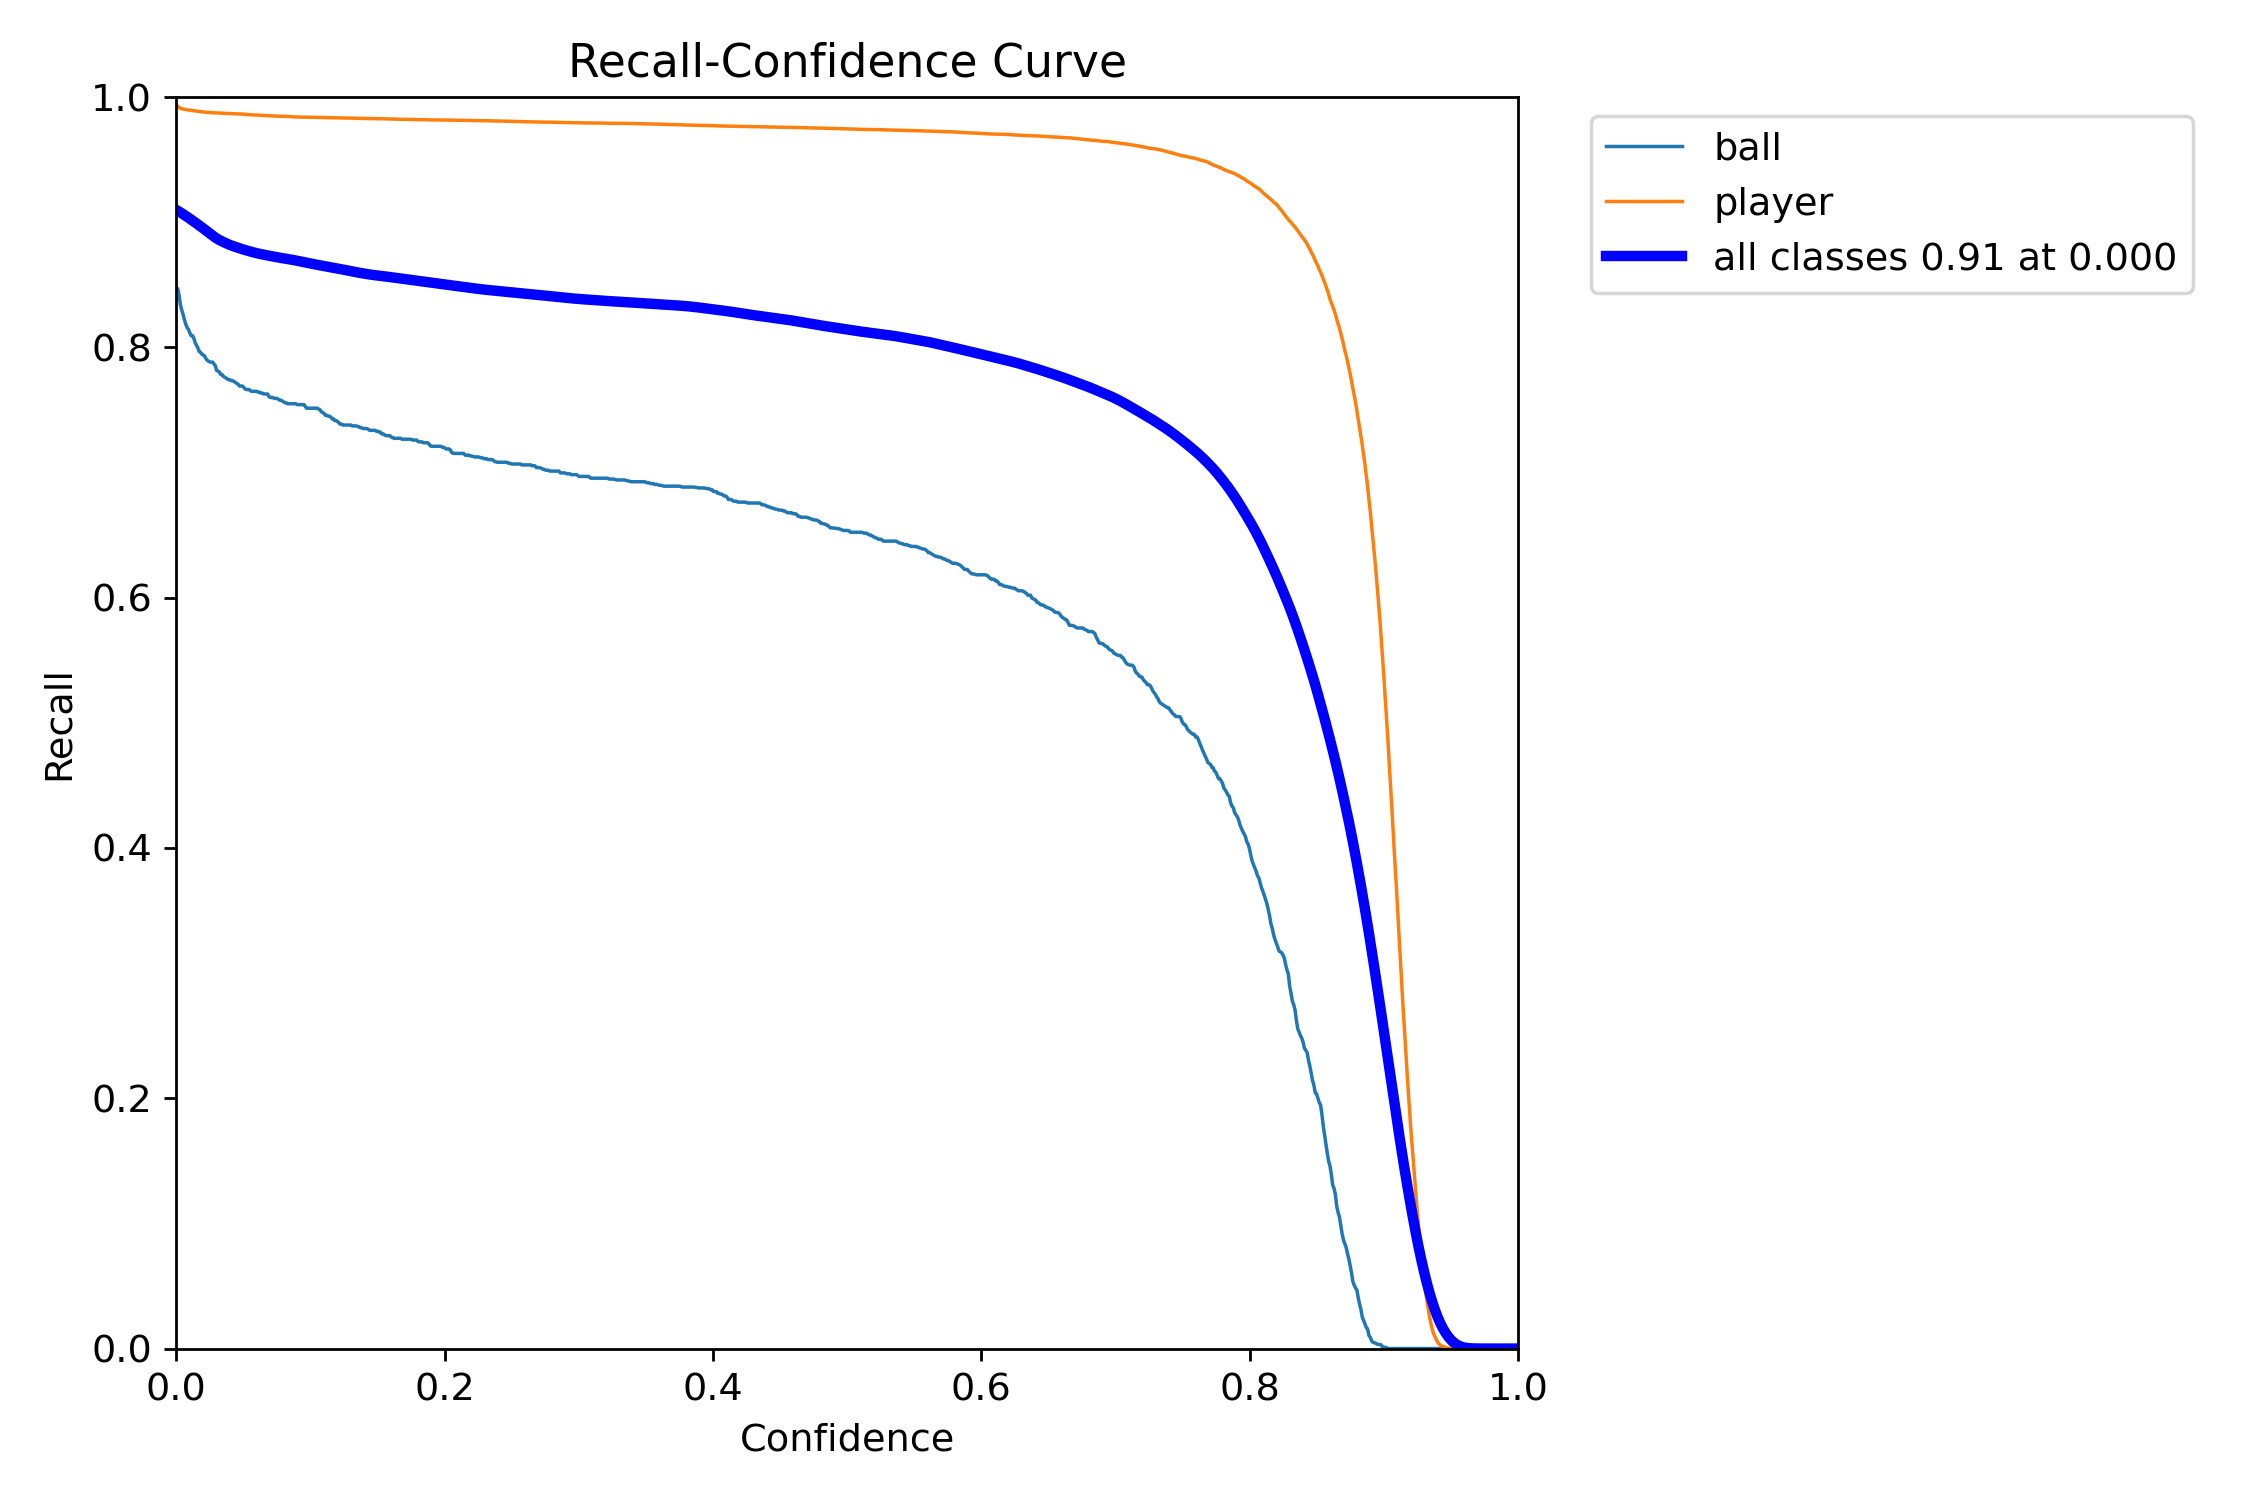 Recall-Confidence Curve
1.0
0.8
0.6
0.4
0.2
0.0
Recall
0.0 0.2 0.4 0.6 0.8 1.0
Confidence
ball
player
all classes 0.91 at 0.000